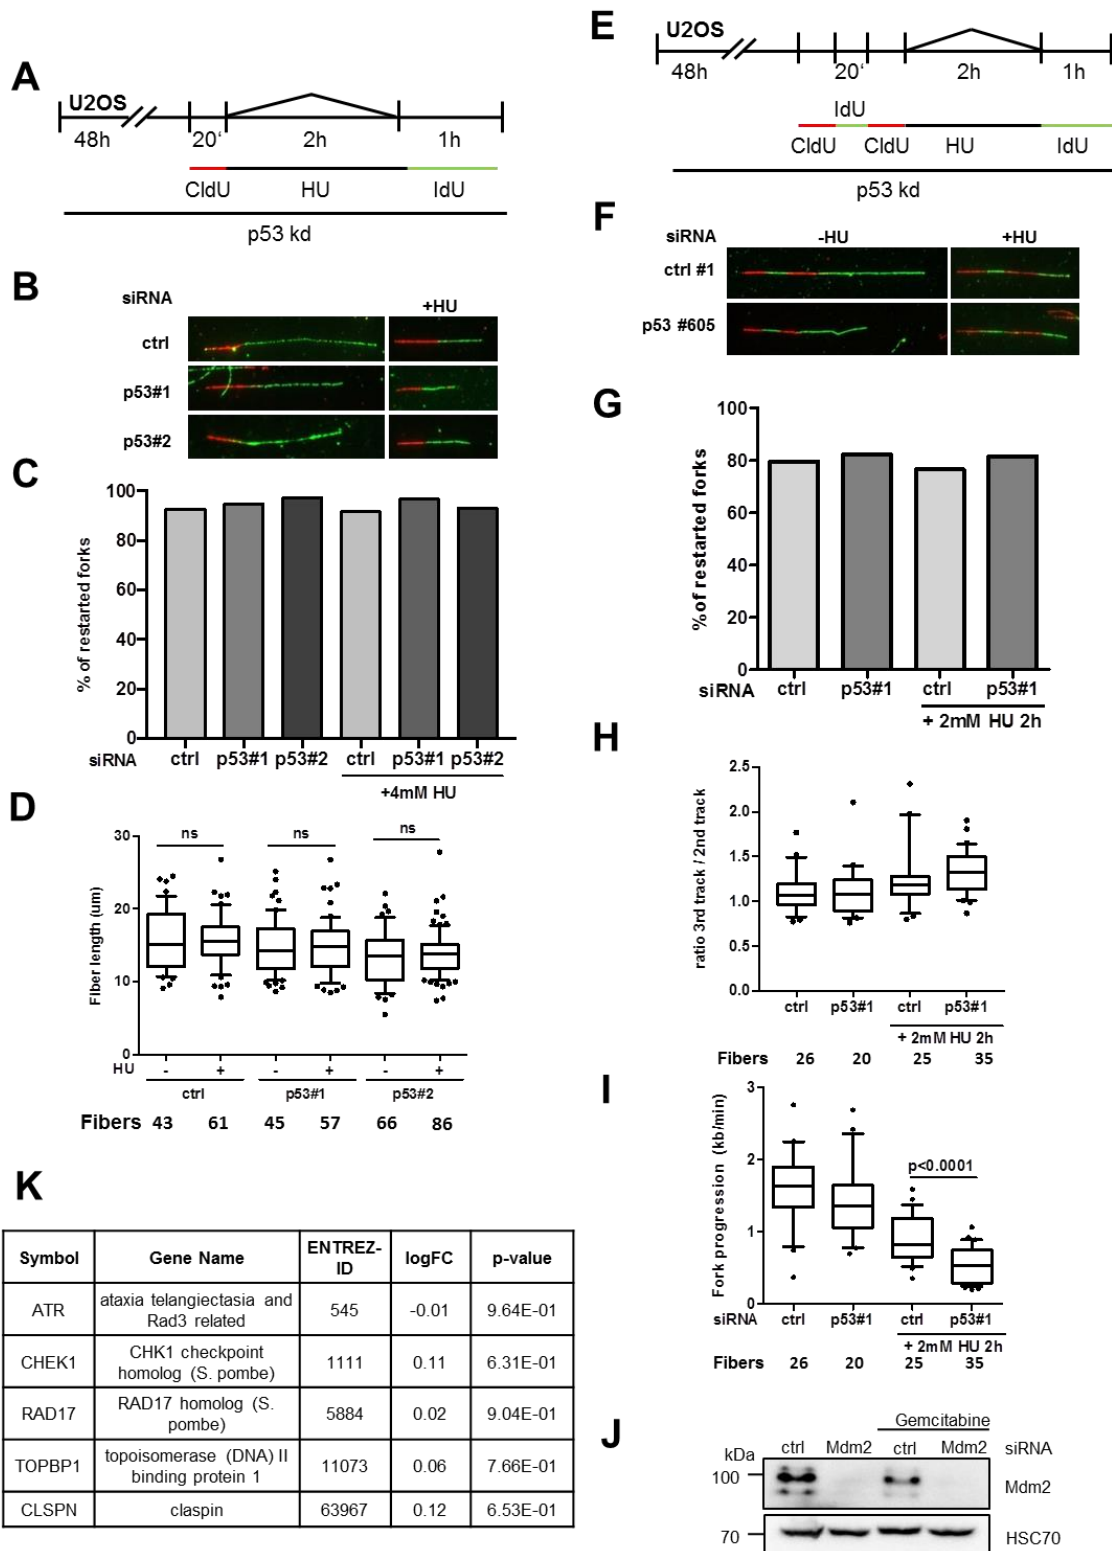 A
U2OS
48h
20‘
2h
1h
CldU
HU
IdU
p53 kd
B
siRNA
+HU
ctrl
p53#1
p53#2
C
% of restarted forks
100
80
60
40
20
0
siRNA
ctrl
p53#1
p53#2
ctrl
p53#1
p53#2
+4mM HU
D
Fiber length (um)
30
20
10
0
ns
ns
ns
HU
-
+
-
+
-
+
ctrl
p53#1
p53#2
Fibers 43 61 45 57 66 86
K
Symbol Gene Name ENTREZ-ID logFC p-value
ATR ataxia telangiectasia and Rad3 related 545 -0.01 9.64E-01
CHEK1 CHK1 checkpoint homolog (S. pombe) 1111 0.11 6.31E-01
RAD17 RAD17 homolog (S. pombe) 5884 0.02 9.04E-01
TOPBP1 topoisomerase (DNA) II binding protein 1 11073 0.06 7.66E-01
CLSPN claspin 63967 0.12 6.53E-01
E
U2OS
48h
20‘
2h
1h
IdU
CldU
CldU
HU
IdU
p53 kd
F
siRNA
-HU
+HU
ctrl #1
p53 #605
G
% of restarted forks
100
80
60
40
20
0
siRNA
ctrl
p53#1
ctrl
p53#1
+ 2mM HU 2h
H
ratio 3rd track / 2nd track
2.5
2.0
1.5
1.0
0.5
0.0
ctrl
p53#1
ctrl
p53#1
+ 2mM HU 2h
Fibers 26 20 25 35
I
Fork progression (kb/min)
3
2
1
0
p<0.0001
siRNA
ctrl
p53#1
ctrl
p53#1
+ 2mM HU 2h
Fibers 26 20 25 35
J
Gemcitabine
kDa
ctrl
Mdm2
ctrl
Mdm2
siRNA
100
Mdm2
70
HSC70